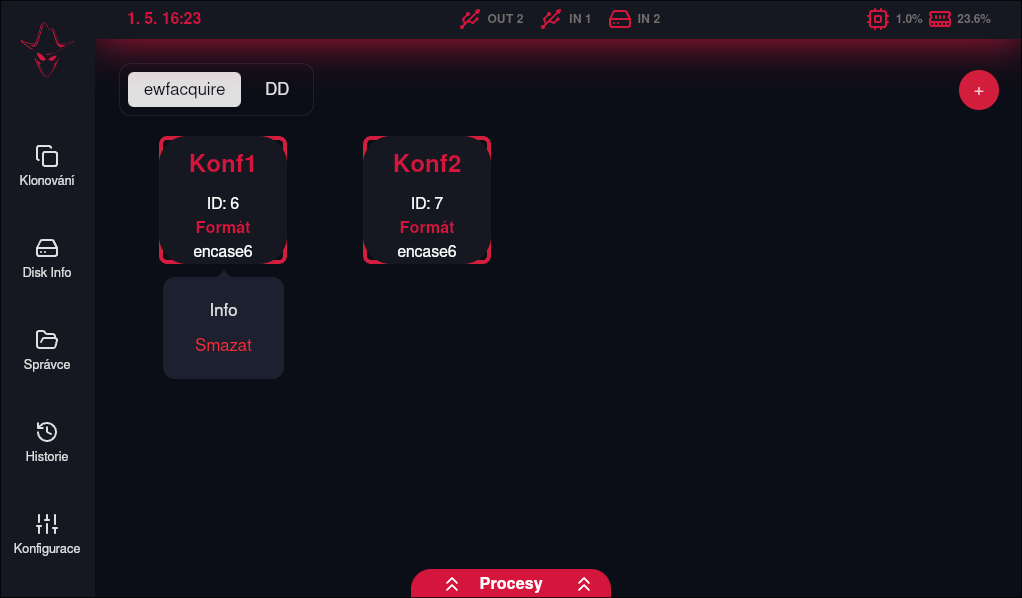 1. 5. 16:23
OUT 2
IN 1
IN 2
1.0%
23.6%
ewfacquire
DD
+
Konf1
ID: 6
Formát
encase6
Konf2
ID: 7
Formát
encase6
Info
Smazat
Klonování
Disk Info
Správce
Historie
Konfigurace
Procesy